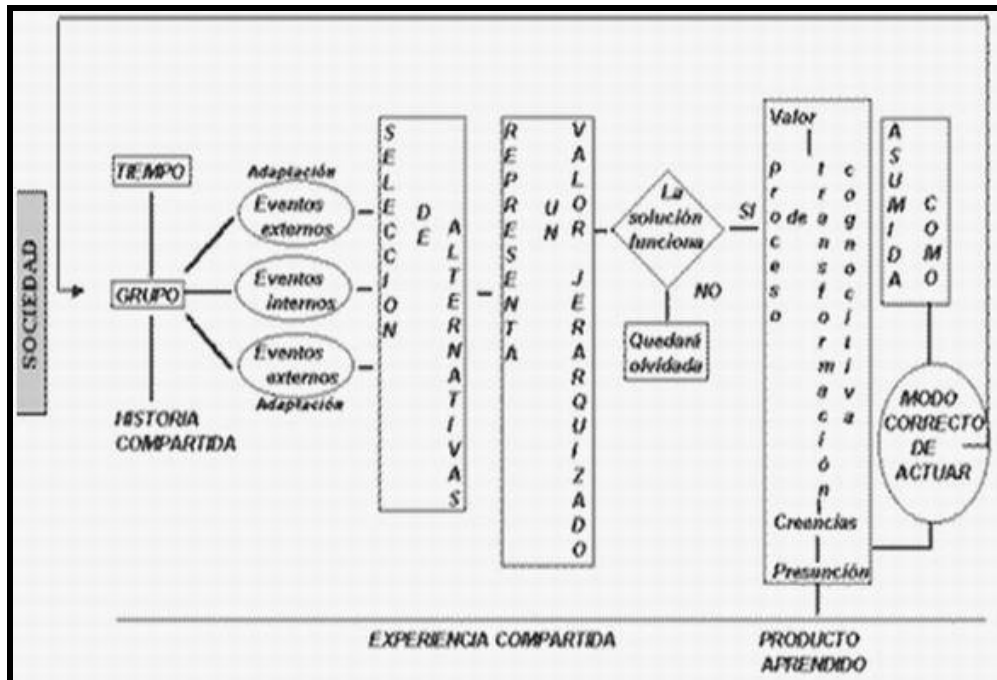 SOCIEDAD
TIEMPO
GRUPO
HISTORIA
COMPARTIDA
Adaptación
Eventos
externos
Eventos
internos
Eventos
externos
Adaptación
SELECCION
DE
ALTERNATIVAS
REPRESENTA
UN
VALOR JERARQUÍZADO
La
solución
funciona
SI
NO
Quedará
olvidada
Valor
proceso
de
transformación
cognocitiva
Creencias
Presunción
ASUMIDA
COMO
MODO
CORRECTO
DE
ACTUAR
EXPERIENCIA COMPARTIDA
PRODUCTO
APRENDIDO